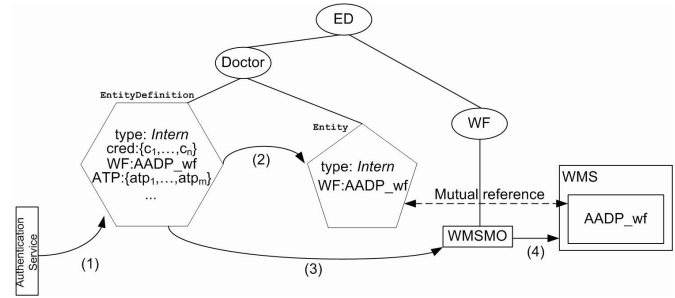 ED
Doctor
EntityDefinition
type: Intern
cred:{c₁,…,cₙ}
WF:AADP_wf
ATP:{atp₁,…,atpₘ}
...
(2)
Entity
type: Intern
WF:AADP_wf
WF
WMS
AADP_wf
Mutual reference
WMSMO
(4)
Authentication
Service
(1)
(3)